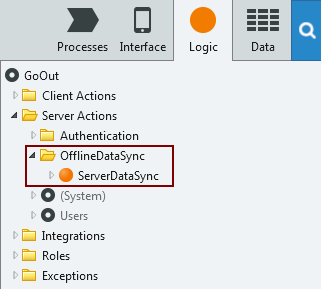 Processes Interface Logic Data
GoOut
Client Actions
Server Actions
Authentication
OfflineDataSync
ServerDataSync
(System)
Users
Integrations
Roles
Exceptions